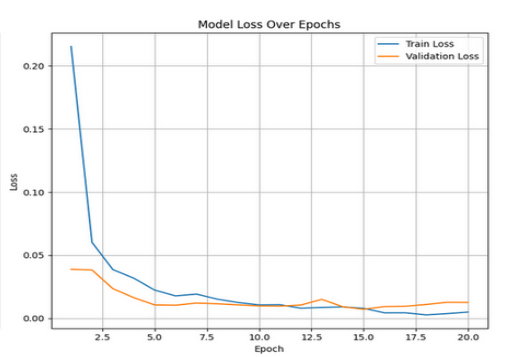 Model Loss Over Epochs
Train Loss
Validation Loss
0.20
0.15
0.10
0.05
0.00
Loss
2.5 5.0 7.5 10.0 12.5 15.0 17.5 20.0
Epoch